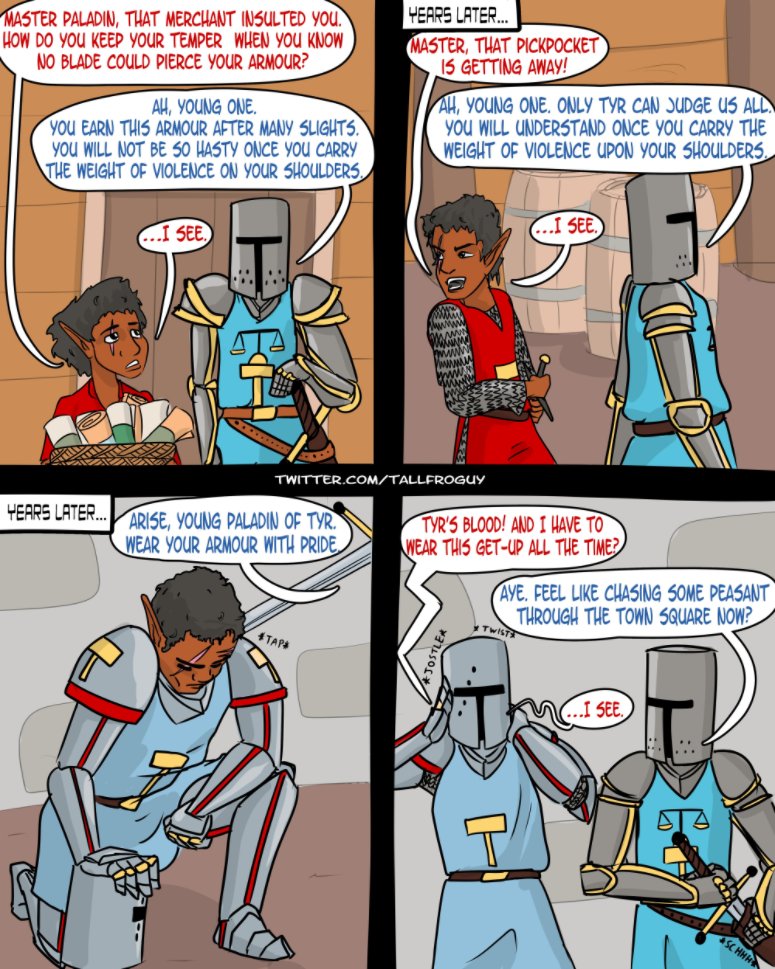 MASTER PALADIN, THAT MERCHANT INSULTED YOU.
HOW DO YOU KEEP YOUR TEMPER WHEN YOU KNOW
NO BLADE COULD PIERCE YOUR ARMOUR?
AH, YOUNG ONE.
YOU EARN THIS ARMOUR AFTER MANY SLIGHTS.
YOU WILL NOT BE SO HASTY ONCE YOU CARRY
THE WEIGHT OF VIOLENCE ON YOUR SHOULDERS.
...I SEE.
YEARS LATER...
MASTER, THAT PICKPOCKET
IS GETTING AWAY!
AH, YOUNG ONE. ONLY TYR CAN JUDGE US ALL.
YOU WILL UNDERSTAND ONCE YOU CARRY THE
WEIGHT OF VIOLENCE UPON YOUR SHOULDERS.
...I SEE.
TWITTER.COM/TALLFROGUY
YEARS LATER...
ARISE, YOUNG PALADIN OF TYR.
WEAR YOUR ARMOUR WITH PRIDE.
*TAP*
TYR'S BLOOD! AND I HAVE TO
WEAR THIS GET-UP ALL THE TIME?
AYE. FEEL LIKE CHASING SOME PEASANT
THROUGH THE TOWN SQUARE NOW?
*JOSTLE*
*TWIST*
...I SEE.
*SCHHH*